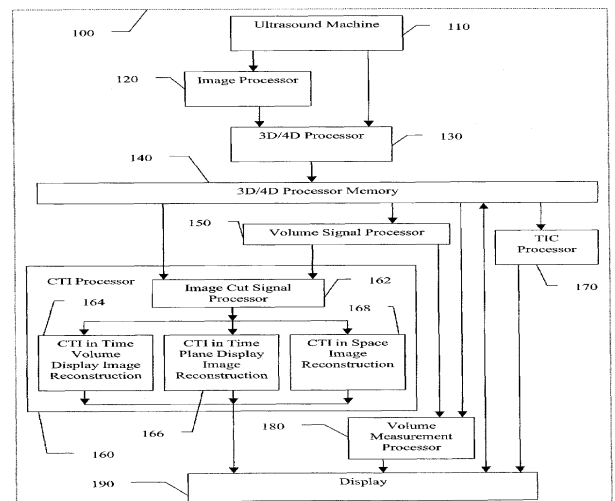 100
Ultrasound Machine
110
120
Image Processor
3D/4D Processor
130
140
3D/4D Processor Memory
150
Volume Signal Processor
TIC
Processor
170
CTI Processor
164
Image Cut Signal
Processor
162
168
CTI in Time
Volume
Display Image
Reconstruction
CTI in Time
Plane Display
Image
Reconstruction
CTI in Space
Image
Reconstruction
166
160
180
Volume
Measurement
Processor
190
Display